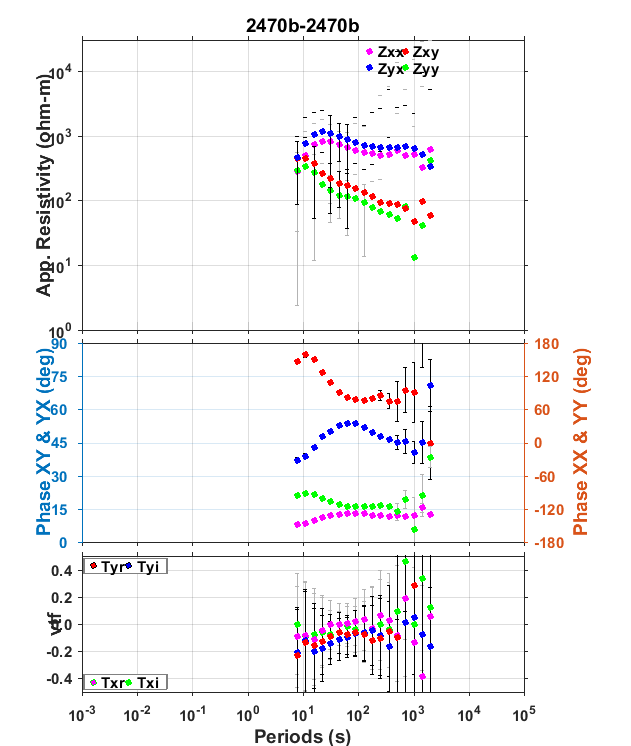 2470b-2470b
Zxx Zxy
Zyx Zyy
App. Resistivity (ohm-m)
10^4
10^3
10^2
10^1
10^0
Phase XY & YX (deg)
90
75
60
45
30
15
0
Phase XX & YY (deg)
180
120
60
0
-60
-120
-180
Tyr Tyi
0.4
0.2
0.0
-0.2
-0.4
Txr Txi
10^-3 10^-2 10^-1 10^0 10^1 10^2 10^3 10^4 10^5
Periods (s)